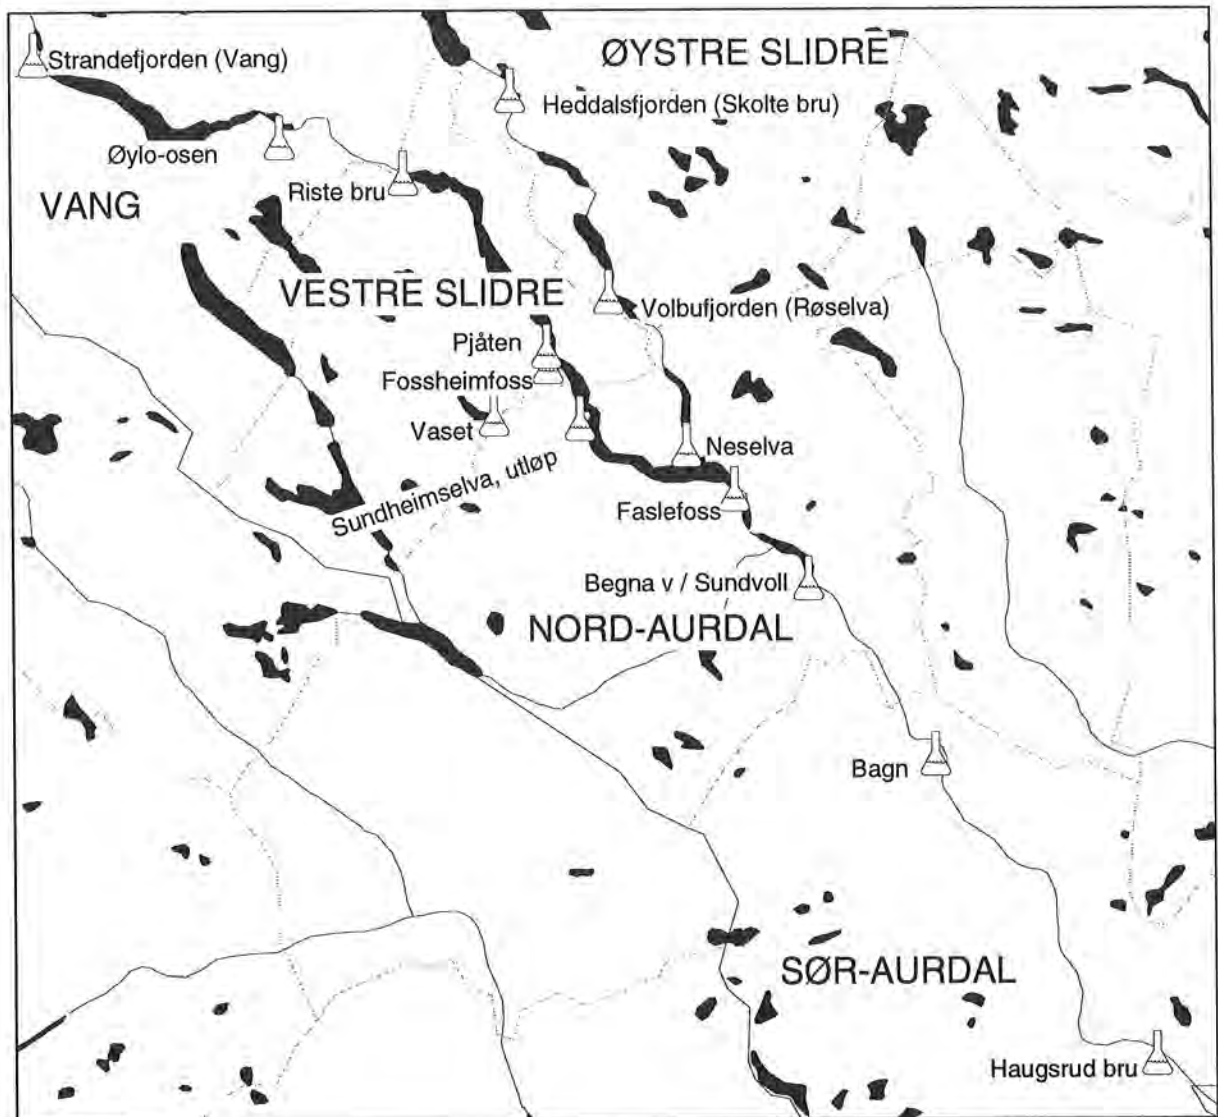 Strandefjorden (Vang)
ØYSTRE SLIDRE
Heddalsfjorden (Skolte bru)
Øylo-osen
Riste bru
VANG
VESTRE SLIDRE
Volbufjorden (Røselva)
Pjåten
Fossheimfoss
Vaset
Neselva
Sundheimselva, utløp
Faslefoss
Begna v / Sundvoll
NORD-AURDAL
Bagn
SØR-AURDAL
Haugsrud bru